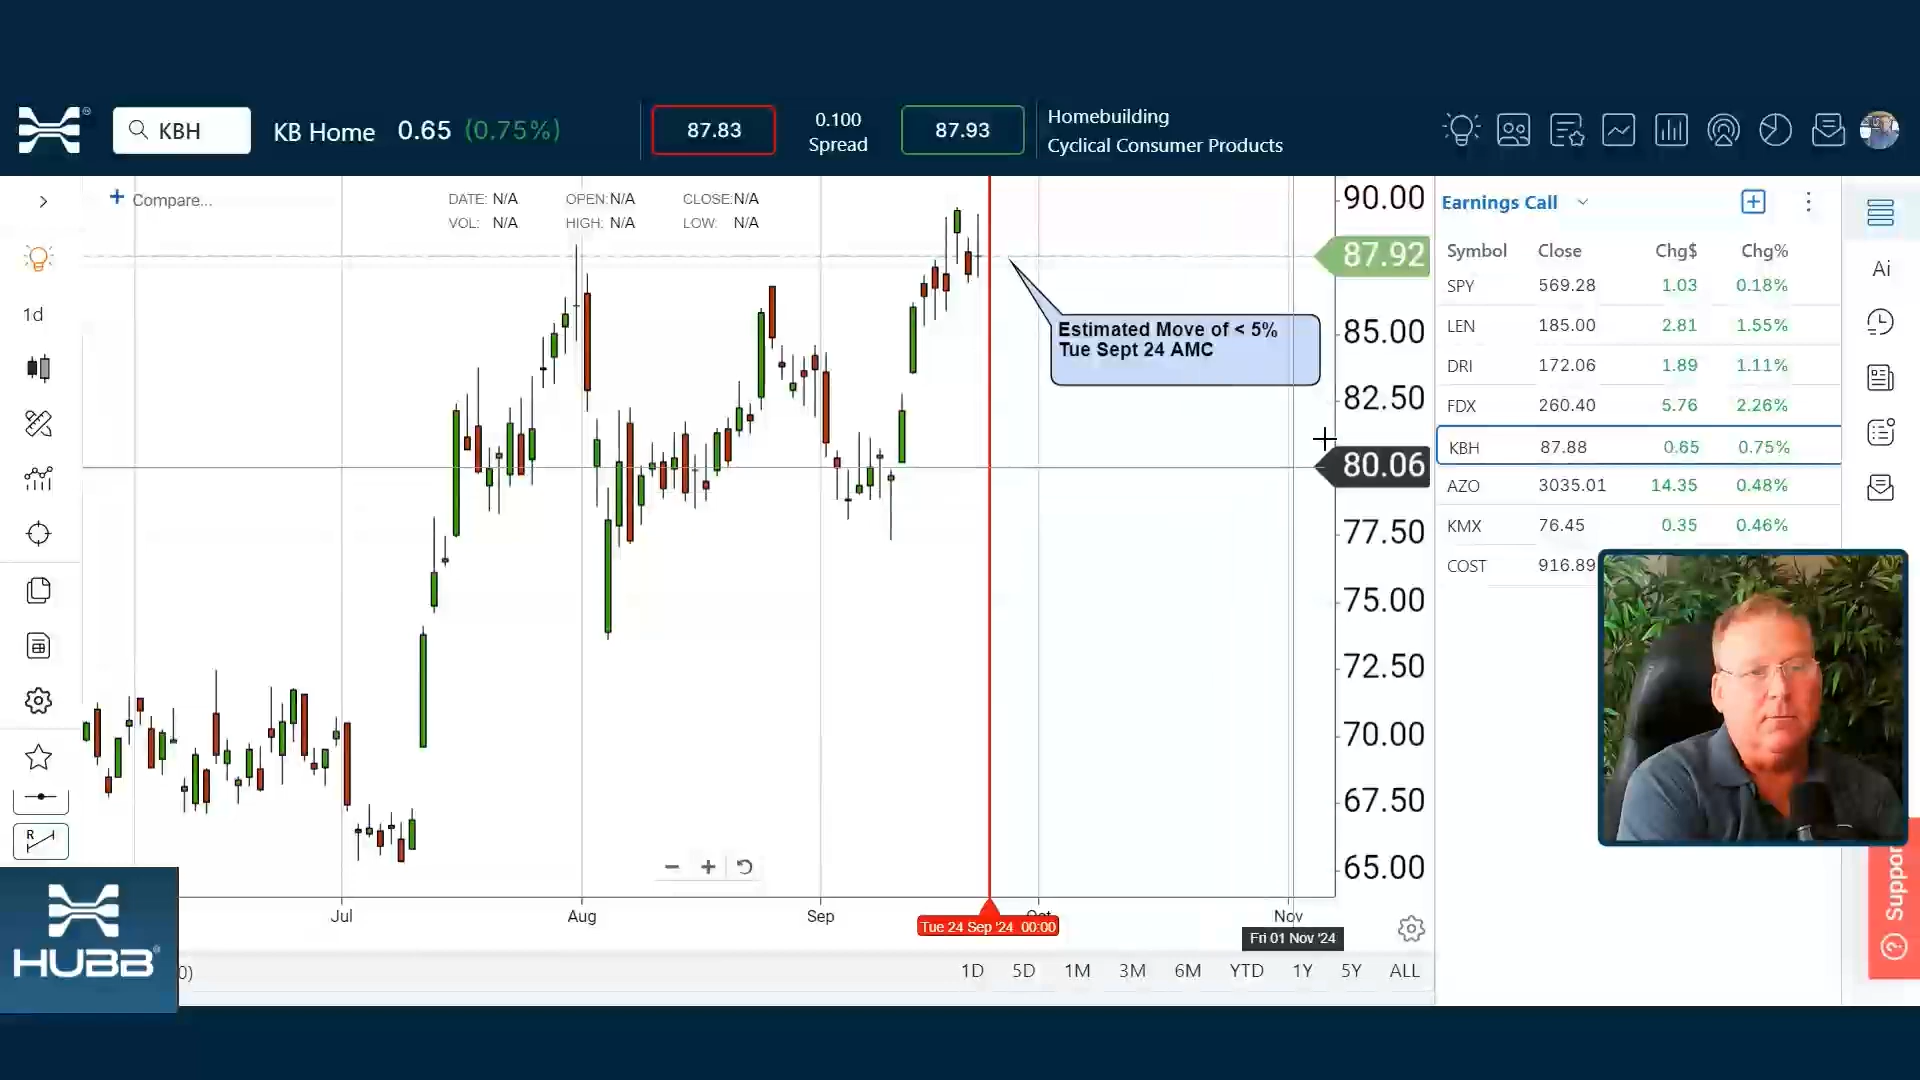 KBH
KB Home 0.65 (0.75%)
87.83
0.100
Spread
87.93
Homebuilding
Cyclical Consumer Products
Compare...
DATE: N/A OPEN: N/A CLOSE: N/A
VOL: N/A HIGH: N/A LOW: N/A
1d
90.00
87.92
85.00
82.50
80.06
77.50
75.00
72.50
70.00
67.50
65.00
Estimated Move of < 5%
Tue Sept 24 AMC
Jul Aug Sep Oct Nov
Tue 24 Sep '24 00:00
Fri 01 Nov '24
0)
1D 5D 1M 3M 6M YTD 1Y 5Y ALL
Earnings Call
Symbol Close Chg$ Chg%
SPY 569.28 1.03 0.18%
LEN 185.00 2.81 1.55%
DRI 172.06 1.89 1.11%
FDX 260.40 5.76 2.26%
KBH 87.88 0.65 0.75%
AZO 3035.01 14.35 0.48%
KMX 76.45 0.35 0.46%
COST 916.89
Ai
R
HUBB
Suppor